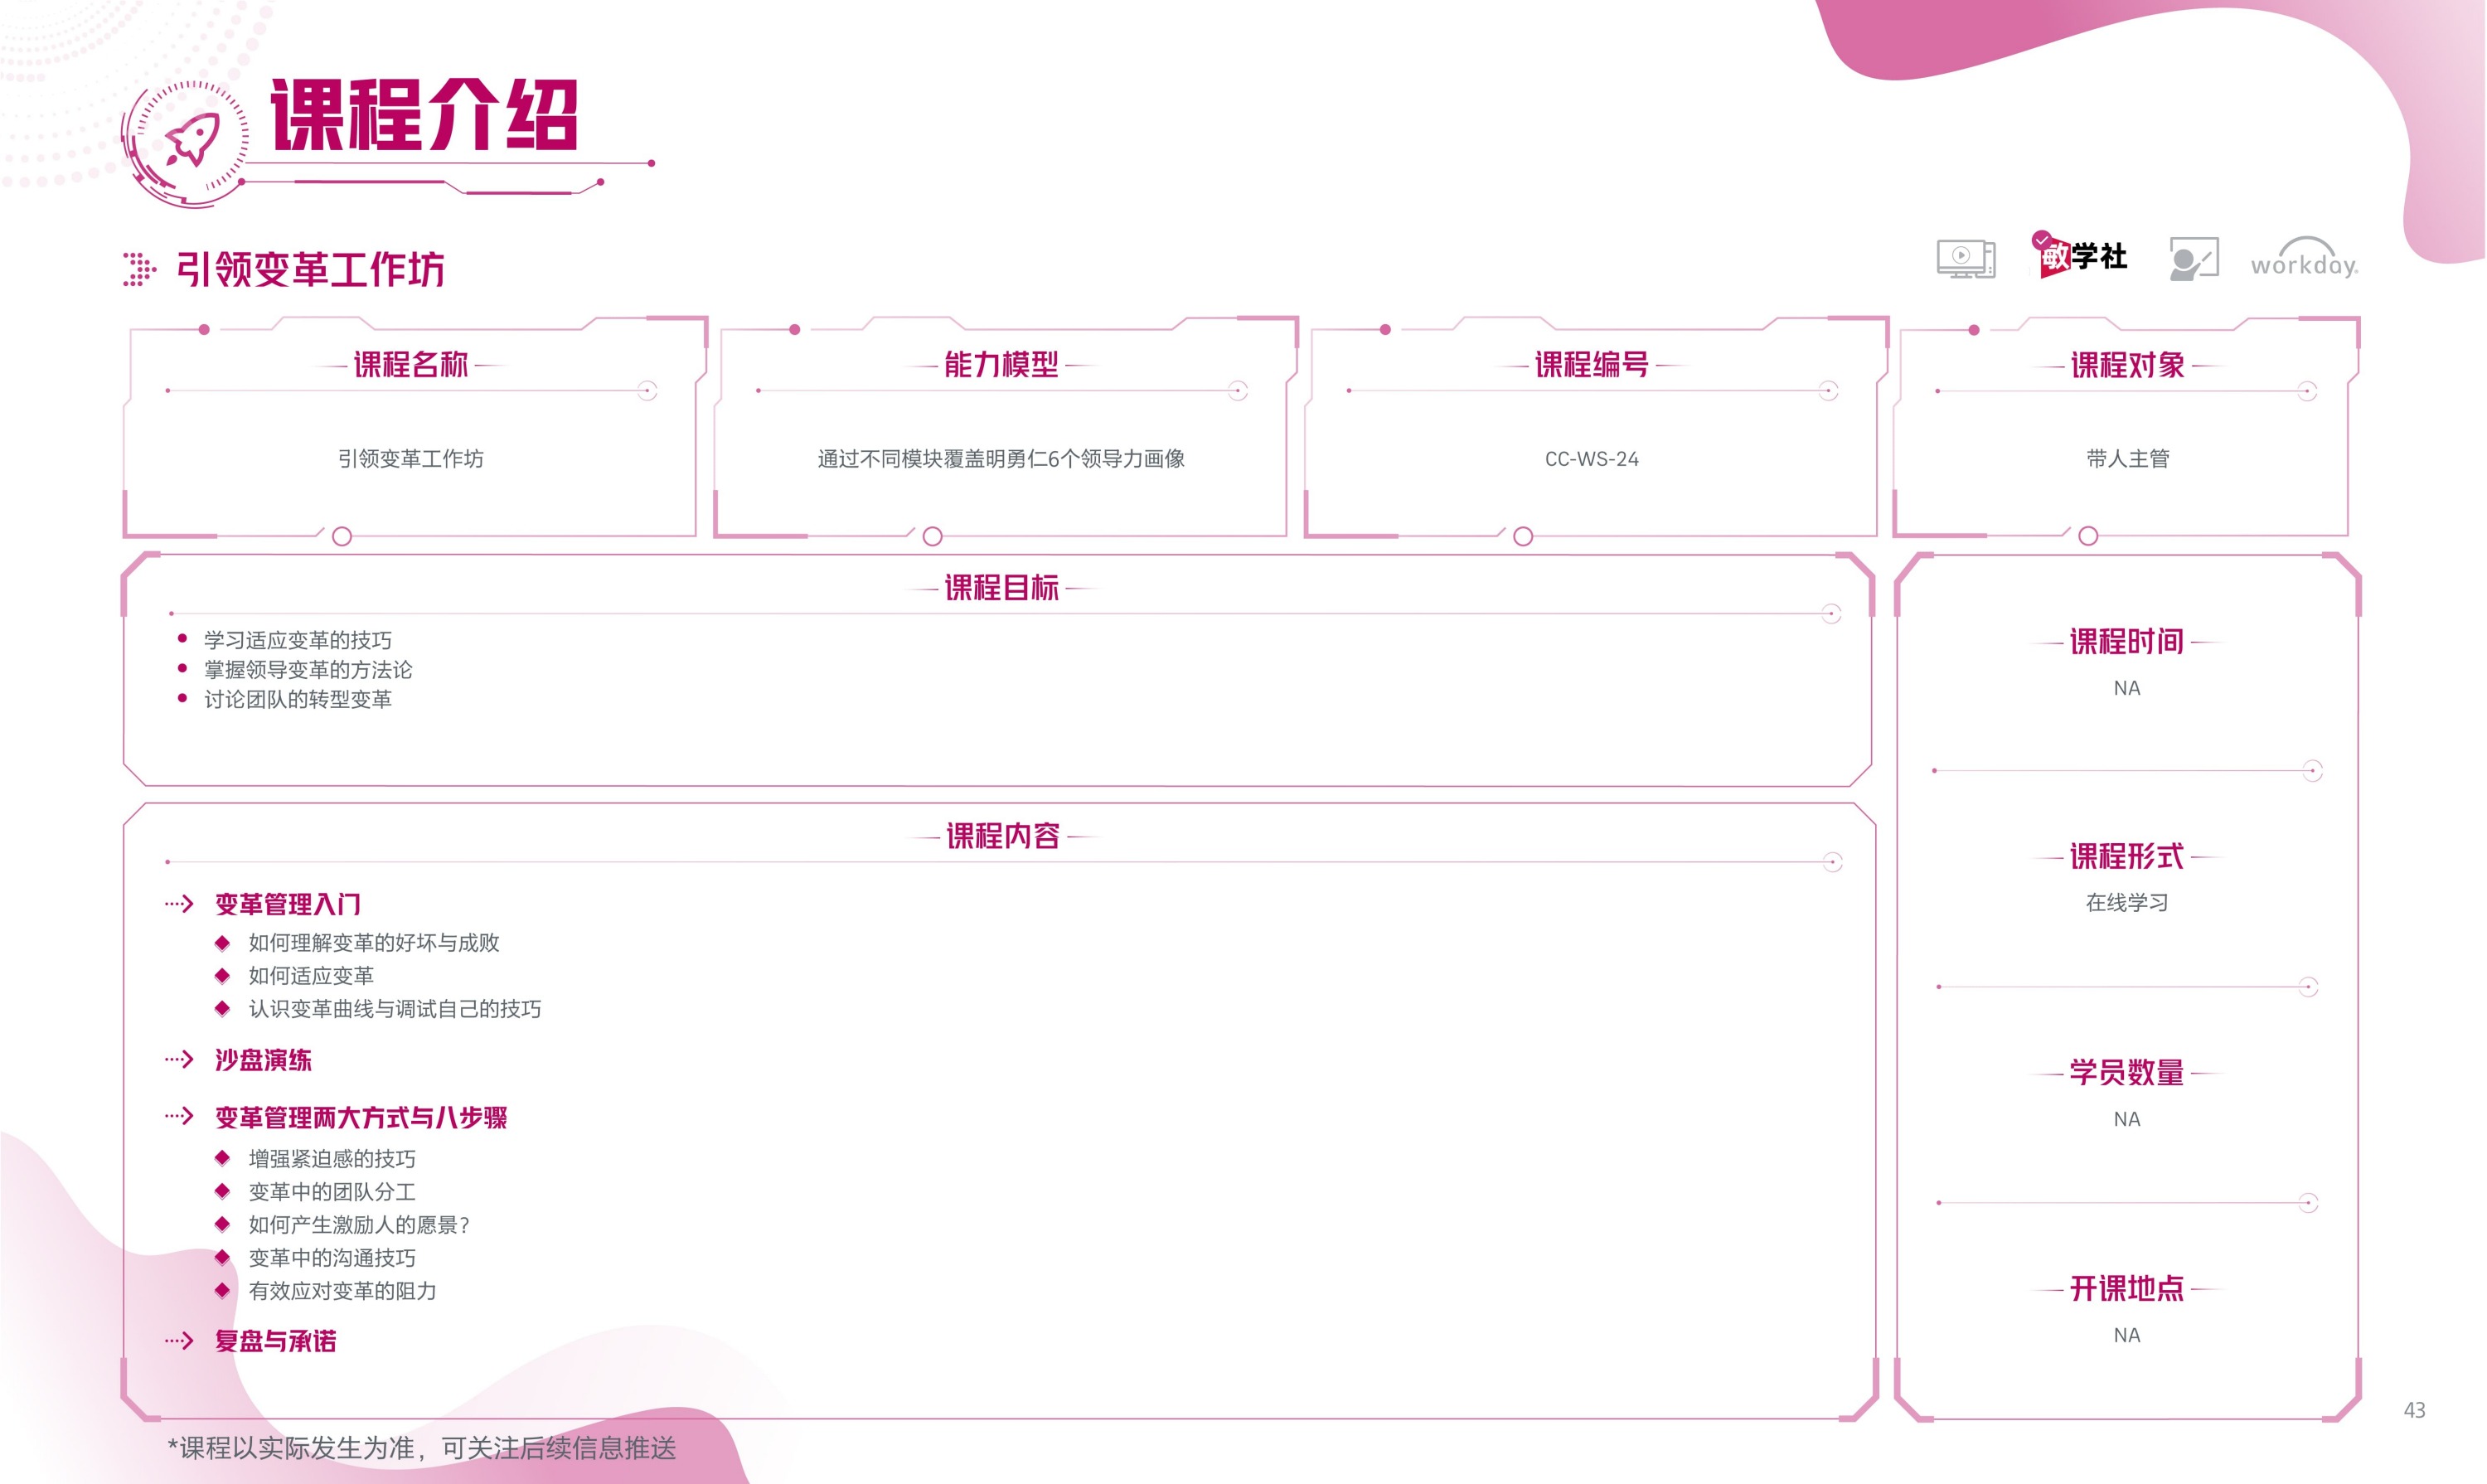 课程介绍
引领变革工作坊
敏学社
workday.
课程名称
引领变革工作坊
能力模型
通过不同模块覆盖明勇仁6个领导力画像
课程编号
CC-WS-24
课程对象
带人主管
课程目标
学习适应变革的技巧
掌握领导变革的方法论
讨论团队的转型变革
课程内容
变革管理入门
如何理解变革的好坏与成败
如何适应变革
认识变革曲线与调试自己的技巧
沙盘演练
变革管理两大方式与八步骤
增强紧迫感的技巧
变革中的团队分工
如何产生激励人的愿景?
变革中的沟通技巧
有效应对变革的阻力
复盘与承诺
课程时间
NA
课程形式
在线学习
学员数量
NA
开课地点
NA
*课程以实际发生为准，可关注后续信息推送
43